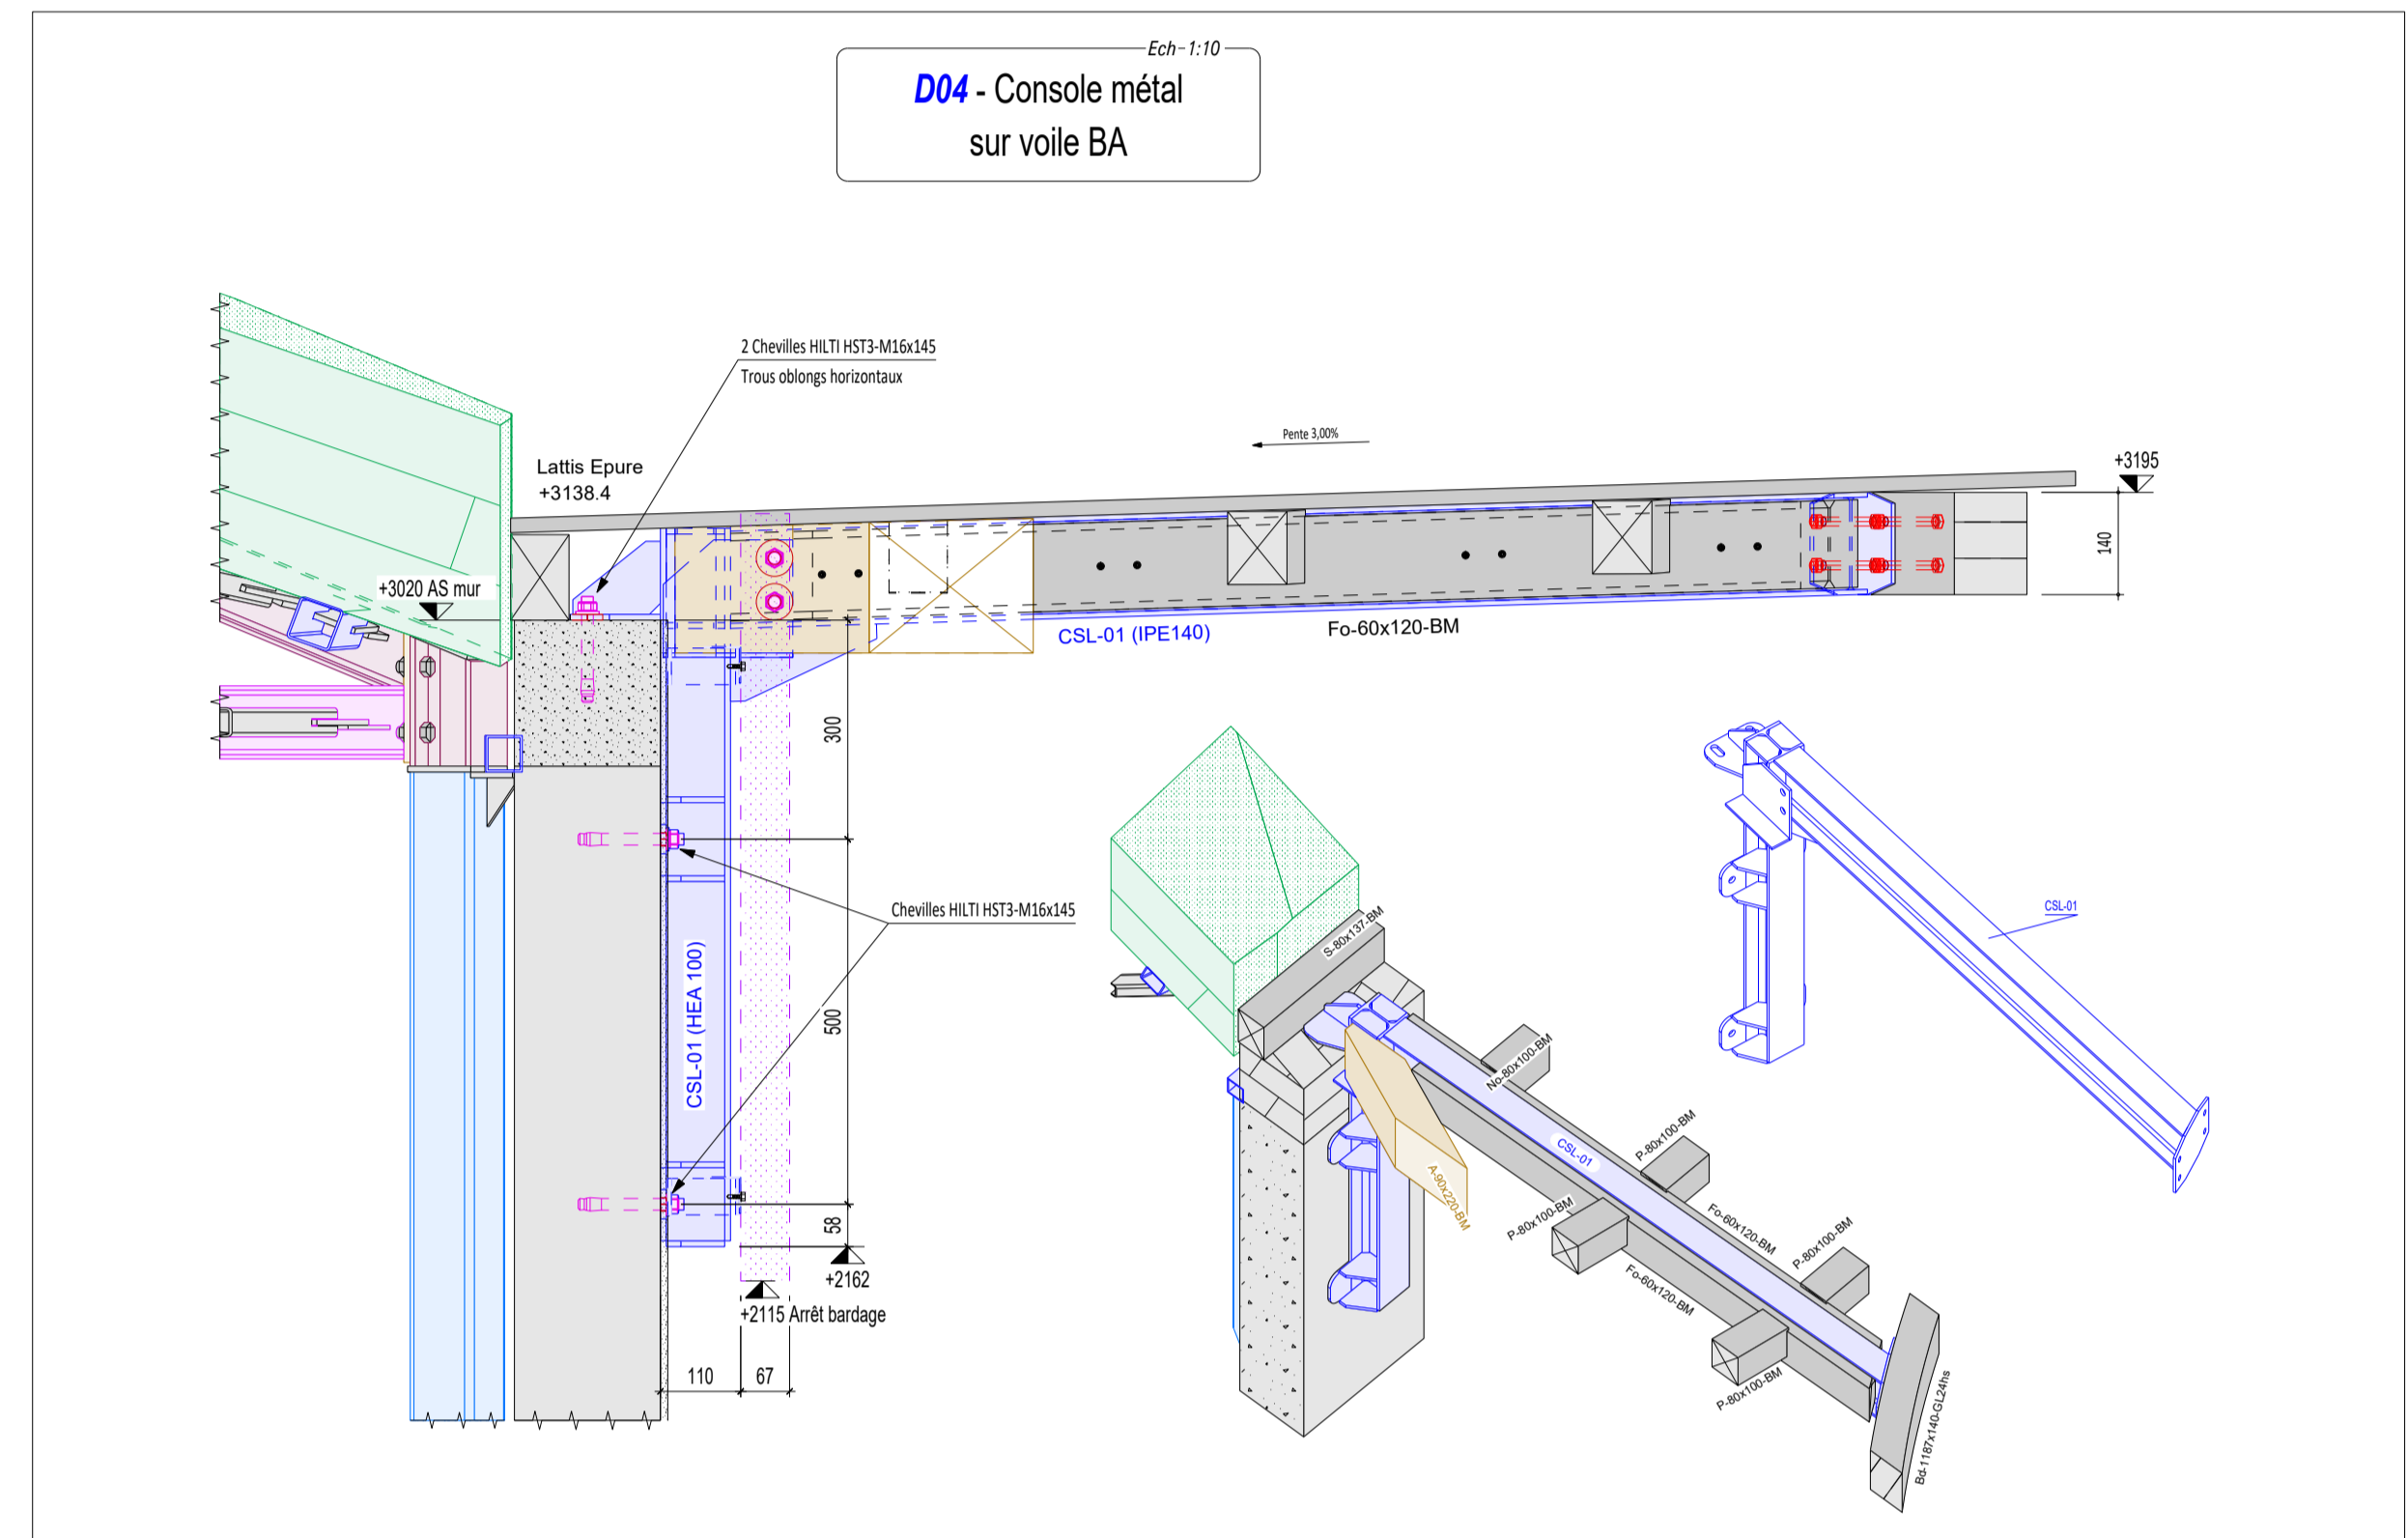 Ech- 1:10
D04 - Console métal
sur voile BA
2 Chevilles HILTI HST3-M16x145
Trous oblongs horizontaux
Pente 3,00%
Lattis Epure
+3138.4
+3195
140
+3020 AS mur
CSL-01 (IPE140)
Fo-60x120-BM
300
Chevilles HILTI HST3-M16x145
CSL-01 (HEA 100)
500
58
+2162
+2115 Arrêt bardage
110
67
CSL-01
S-80x137-BM
No-80x100-BM
CSL-01
P-80x100-BM
A-90x220-BM
Fo-60x120-BM
P-80x100-BM
P-80x100-BM
Fo-60x120-BM
P-80x100-BM
Bd-1187x140-GL24hs